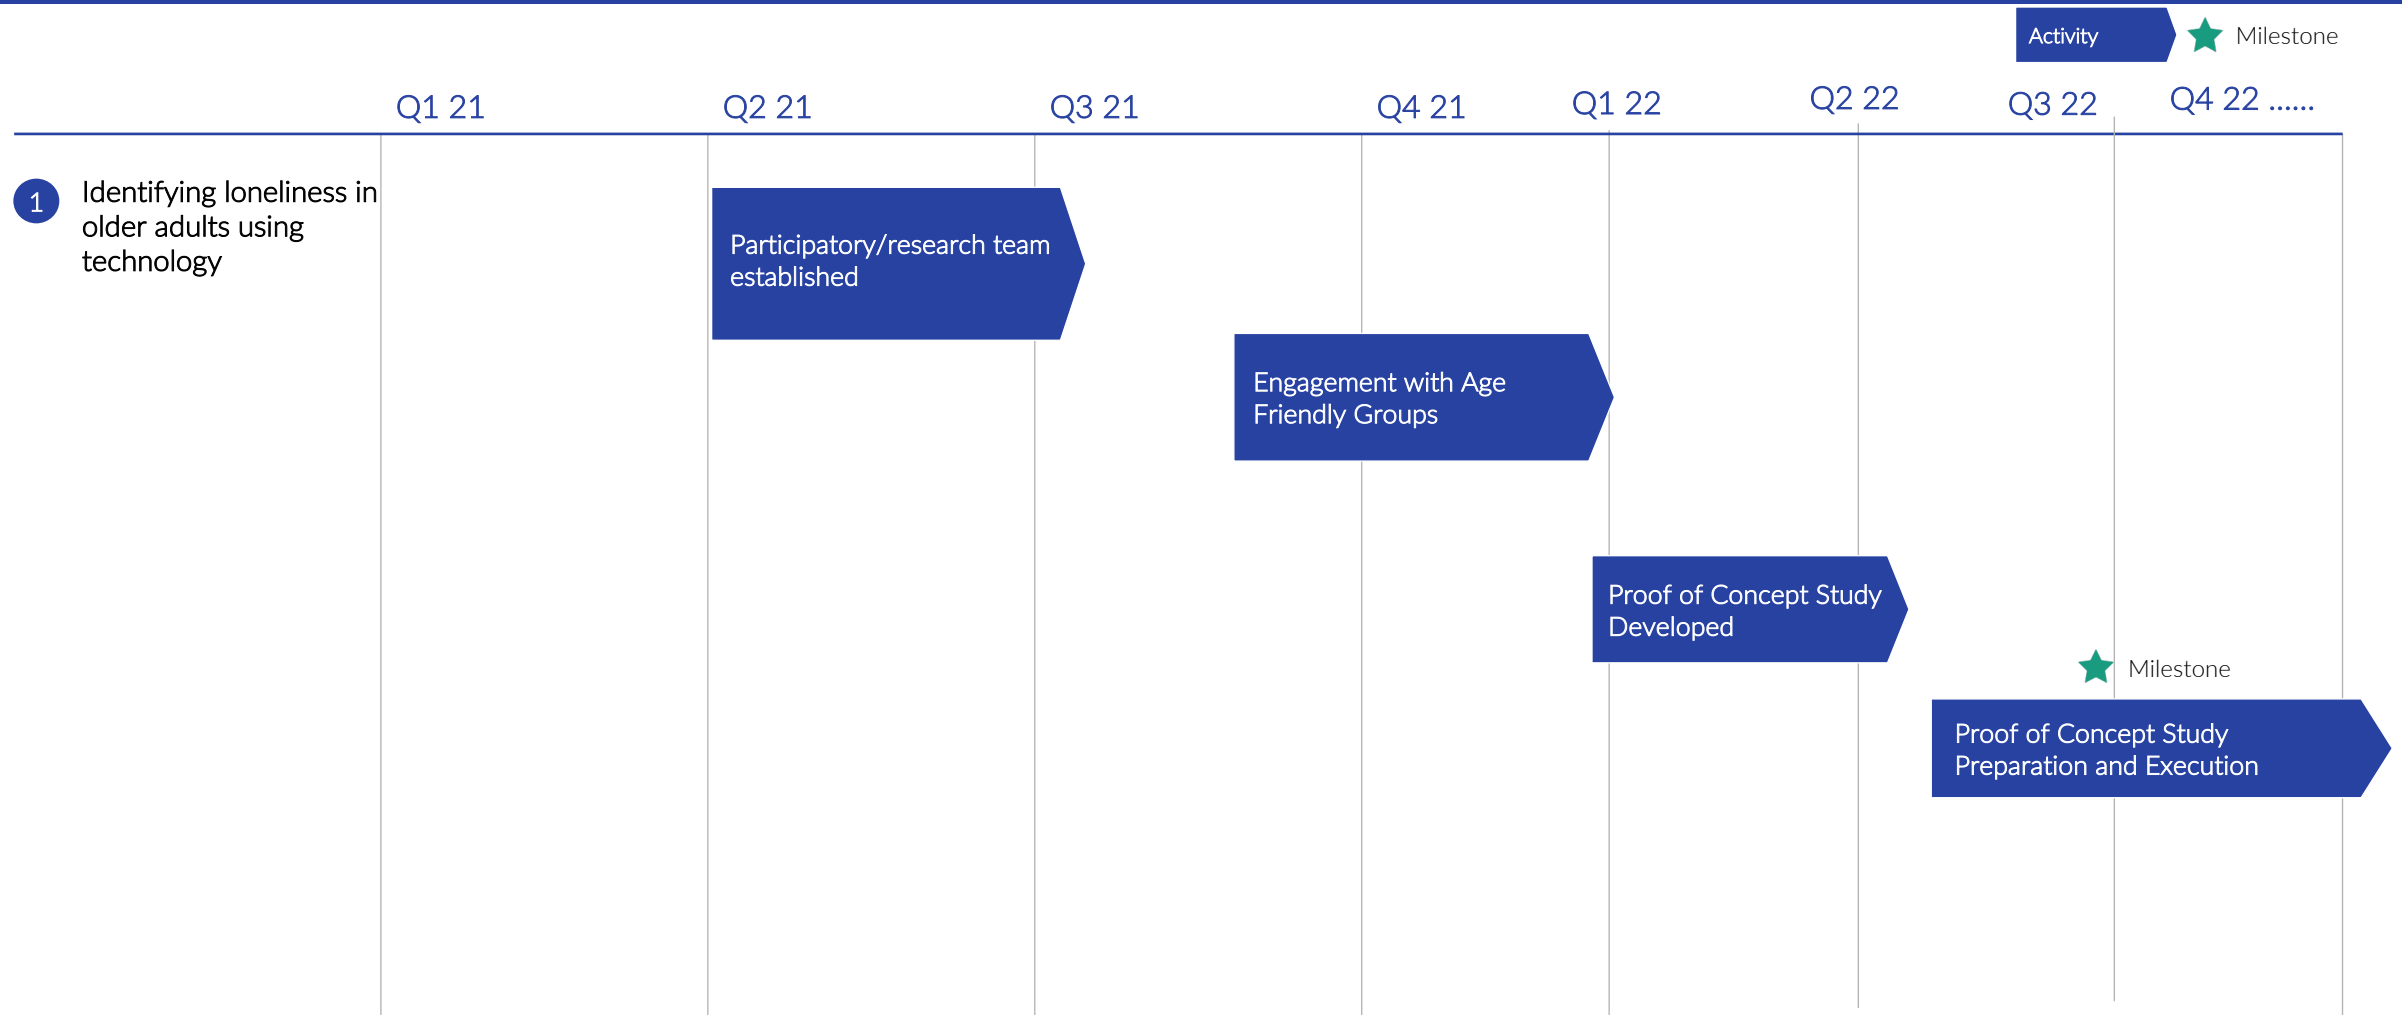 Activity
Milestone
Q1 21
Q2 21
Q3 21
Q4 21
Q1 22
Q2 22
Q3 22
Q4 22 ......
1
Identifying loneliness in
older adults using
technology
Participatory/research team
established
Engagement with Age
Friendly Groups
Proof of Concept Study
Developed
Milestone
Proof of Concept Study
Preparation and Execution